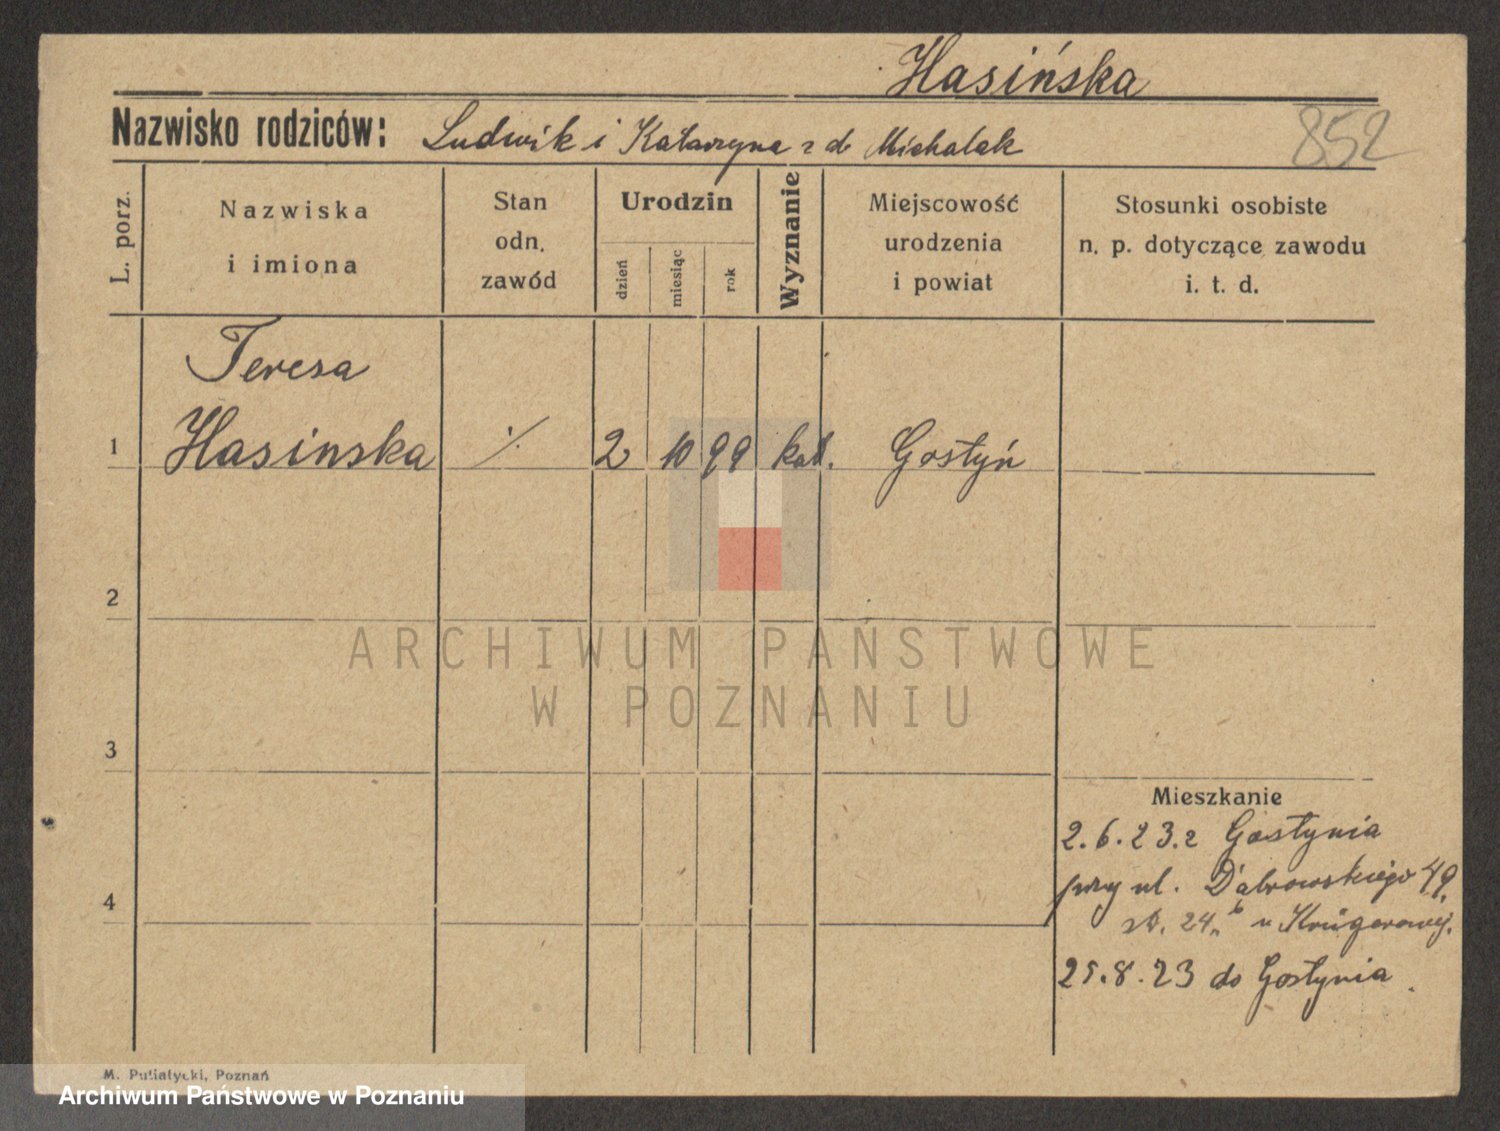 Hasińska
Nazwisko rodziców: Ludwik i Katarzyna z d. Michalak
852
L. porz.
Nazwiska
i imiona
Stan
odn.
zawód
Urodzin
dzień
miesiąc
rok
Wyznanie
Miejscowość
urodzenia
i powiat
Stosunki osobiste
n. p. dotyczące zawodu
i. t. d.
Teresa
1 Hasinska ·/. 2 10 99 kat. Gostyń
2
ARCHIWUM PAŃSTWOWE
W POZNANIU
3
Mieszkanie
2.6.23. z Gostynia
przy ul. Dąbrowskiego 49.
24 b u Krügerowej.
4
25.8.23 do Gostynia.
M. Putiatycki, Poznań
Archiwum Państwowe w Poznaniu